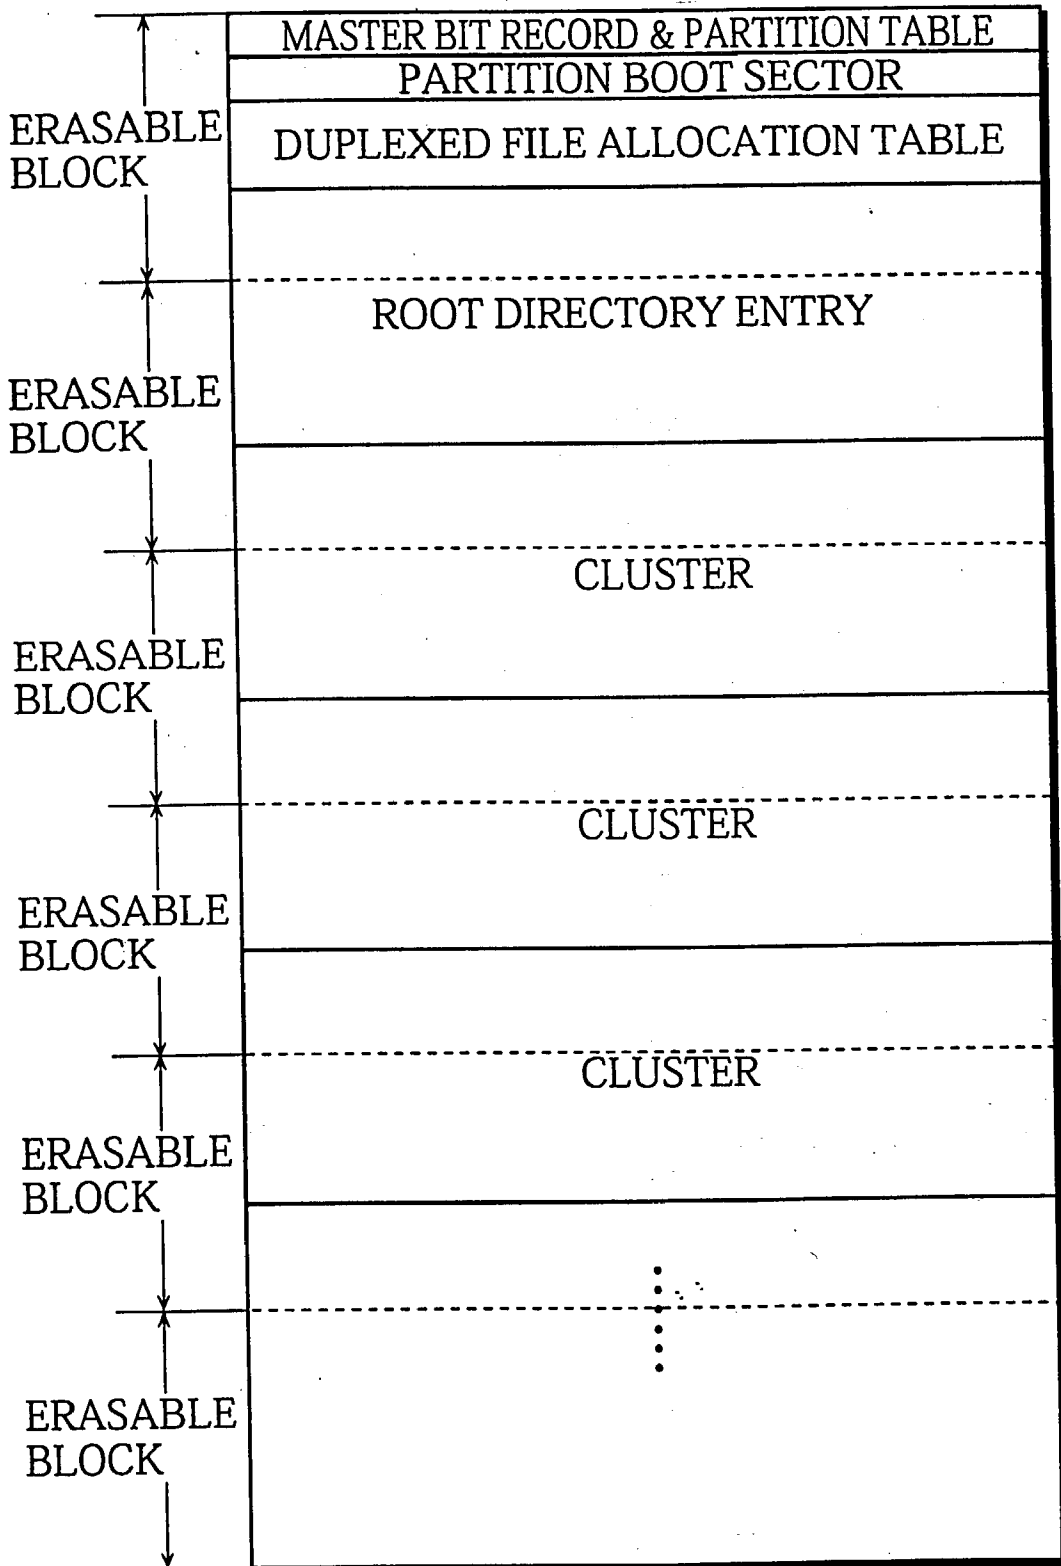 MASTER BIT RECORD & PARTITION TABLE
PARTITION BOOT SECTOR
ERASABLE
BLOCK
DUPLEXED FILE ALLOCATION TABLE
ROOT DIRECTORY ENTRY
ERASABLE
BLOCK
CLUSTER
ERASABLE
BLOCK
CLUSTER
ERASABLE
BLOCK
CLUSTER
ERASABLE
BLOCK
ERASABLE
BLOCK